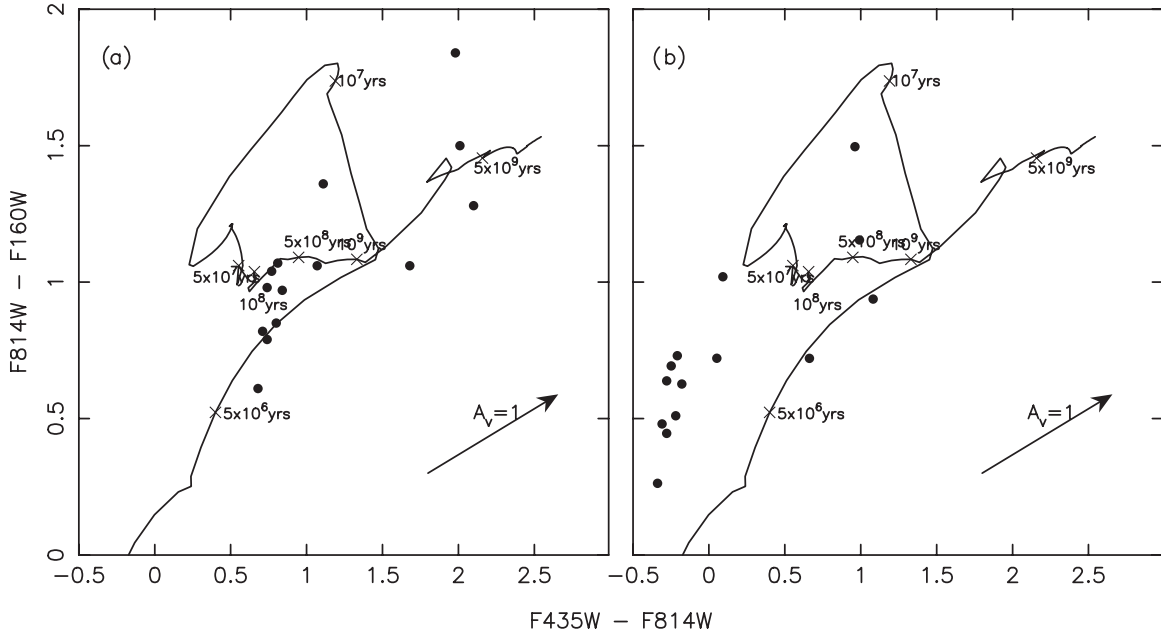 2
(a)
(b)
10⁷yrs
10⁷yrs
1.5
5x10⁹yrs
5x10⁹yrs
F814W – F160W
5x10⁸yrs
10⁹yrs
5x10⁸yrs
10⁹yrs
1
5x10⁷yrs
5x10⁷yrs
10⁸yrs
10⁸yrs
0.5
5x10⁶yrs
A_v=1
5x10⁶yrs
A_v=1
0
−0.5 0 0.5 1 1.5 2 2.5
−0.5 0 0.5 1 1.5 2 2.5
F435W – F814W